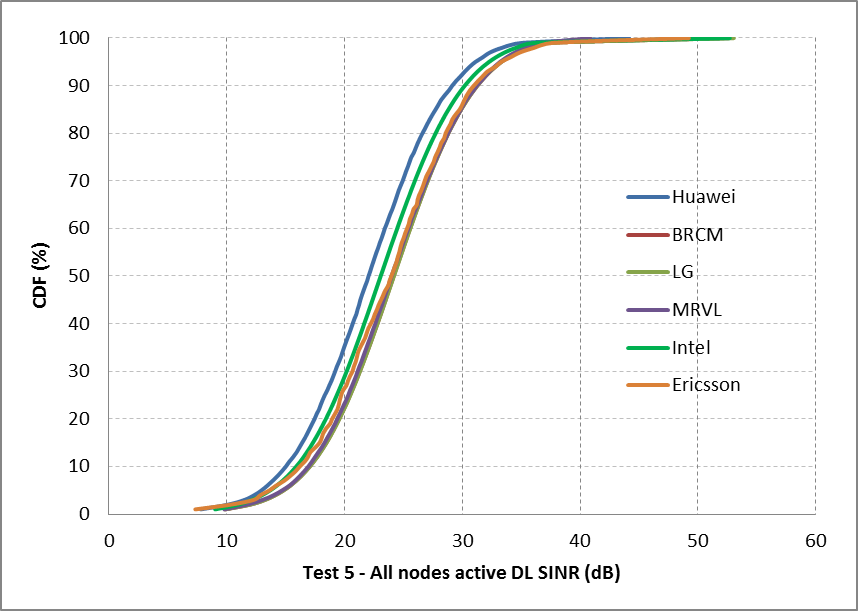 100
90
80
70
60
50
40
30
20
10
0
CDF (%)
Huawei
BRCM
LG
MRVL
Intel
Ericsson
0 10 20 30 40 50 60
Test 5 - All nodes active DL SINR (dB)